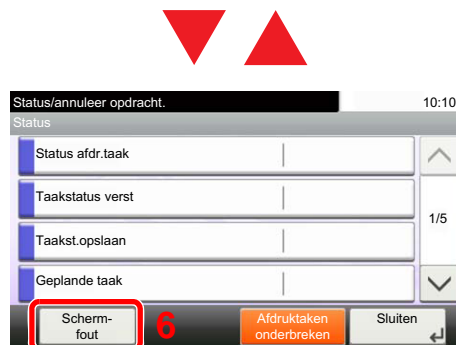 Status/annuleer opdracht.
10:10
Status
Status afdr.taak
Taakstatus verst
1/5
Taakst.opslaan
Geplande taak
Scherm-
fout
6
Afdruktaken
onderbreken
Sluiten